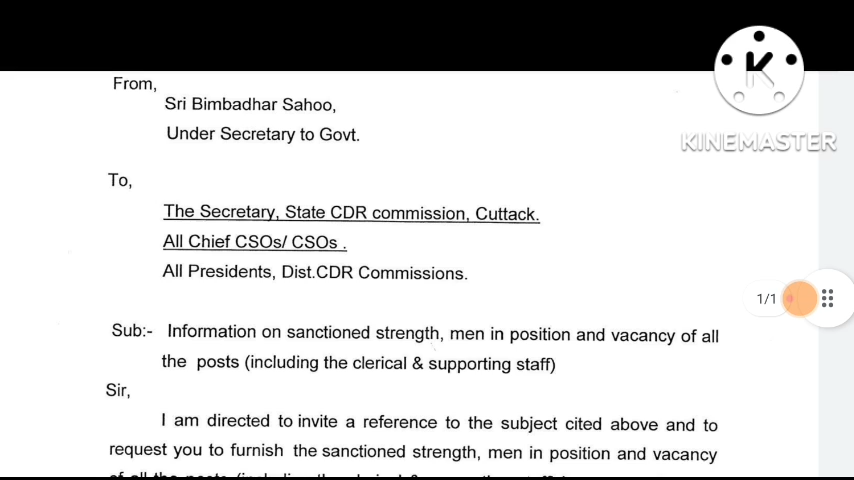 From,
Sri Bimbadhar Sahoo,
Under Secretary to Govt.
To,
The Secretary, State CDR commission, Cuttack.
All Chief CSOs/ CSOs .
All Presidents, Dist.CDR Commissions.
Sub:- Information on sanctioned strength, men in position and vacancy of all
the posts (including the clerical & supporting staff)
Sir,
I am directed to invite a reference to the subject cited above and to
request you to furnish the sanctioned strength, men in position and vacancy
K
KINEMASTER
1/1